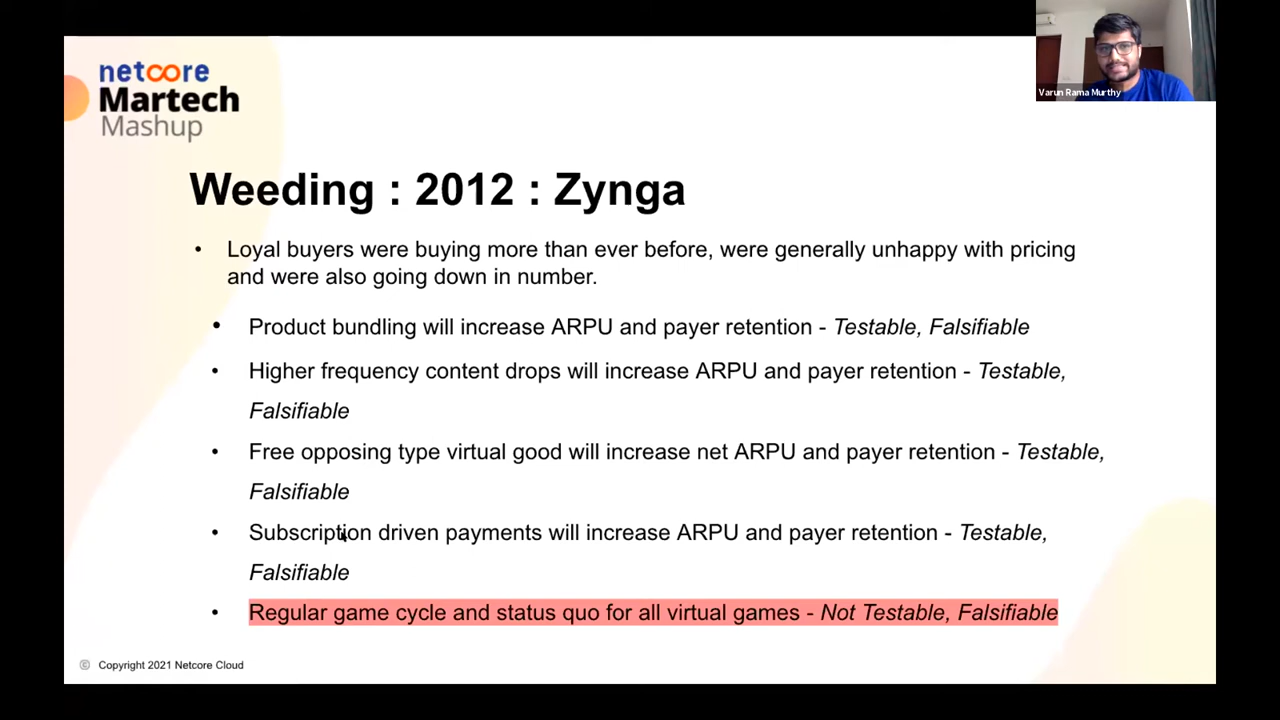 netcore
Martech
Mashup
Varun Rama Murthy
Weeding : 2012 : Zynga
• Loyal buyers were buying more than ever before, were generally unhappy with pricing
and were also going down in number.
• Product bundling will increase ARPU and payer retention - Testable, Falsifiable
• Higher frequency content drops will increase ARPU and payer retention - Testable,
Falsifiable
• Free opposing type virtual good will increase net ARPU and payer retention - Testable,
Falsifiable
• Subscription driven payments will increase ARPU and payer retention - Testable,
Falsifiable
• Regular game cycle and status quo for all virtual games - Not Testable, Falsifiable
© Copyright 2021 Netcore Cloud